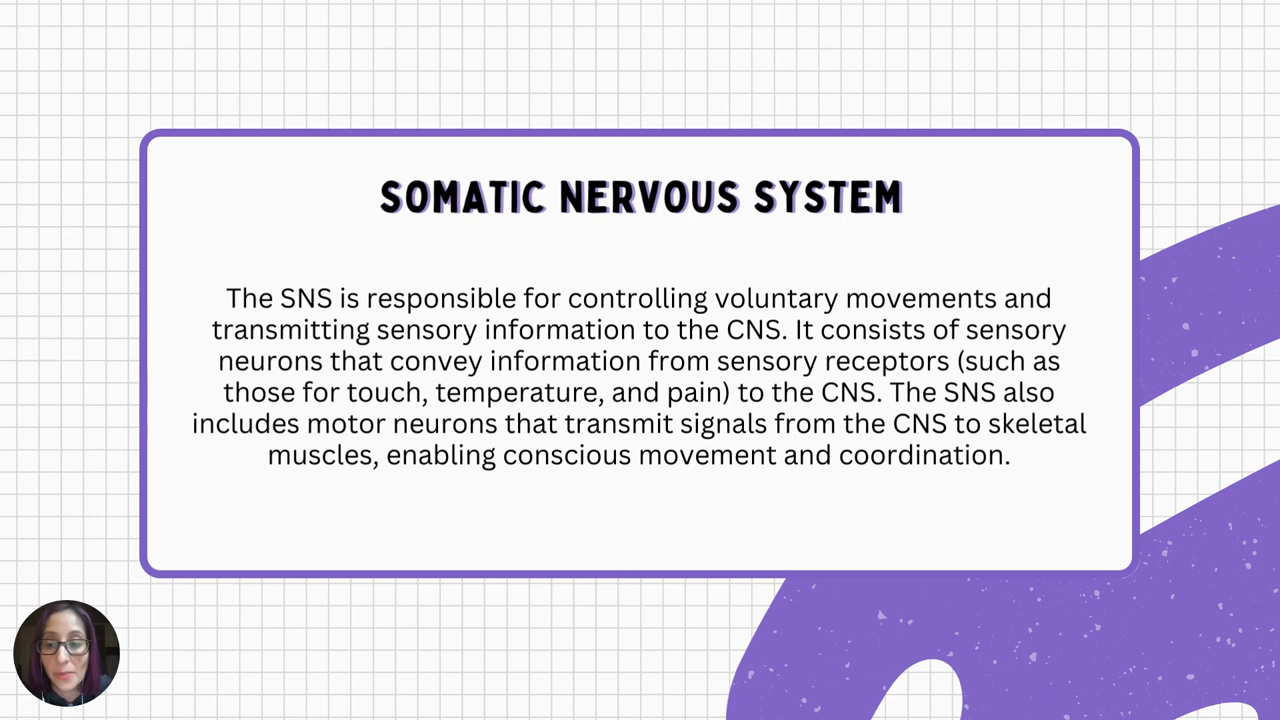 SOMATIC NERVOUS SYSTEM
The SNS is responsible for controlling voluntary movements and
transmitting sensory information to the CNS. It consists of sensory
neurons that convey information from sensory receptors (such as
those for touch, temperature, and pain) to the CNS. The SNS also
includes motor neurons that transmit signals from the CNS to skeletal
muscles, enabling conscious movement and coordination.